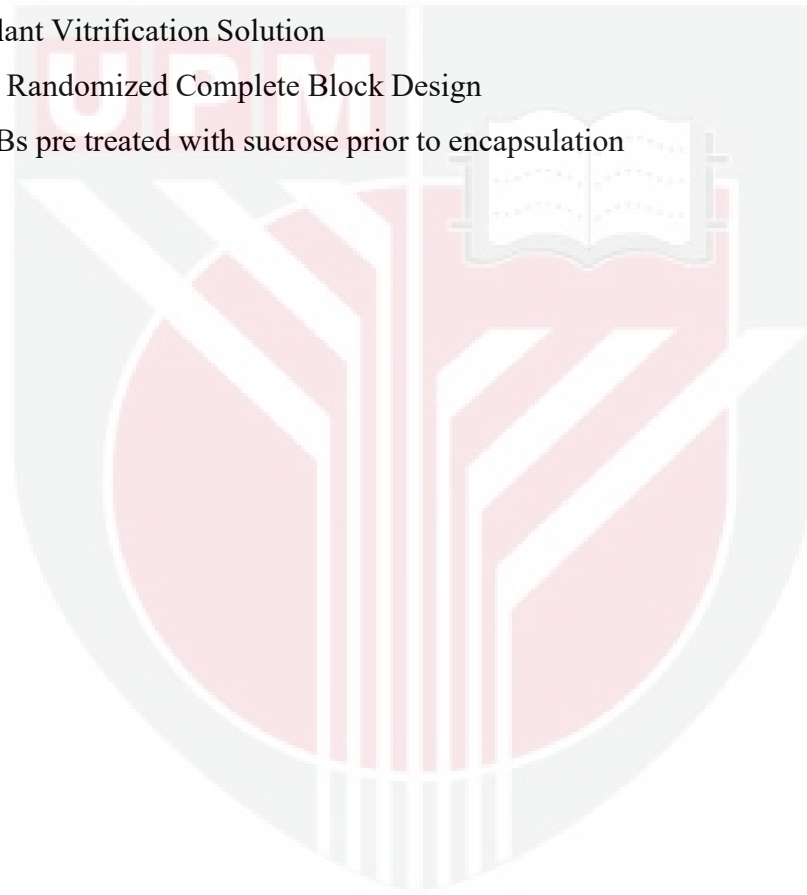 lant Vitrification Solution
Randomized Complete Block Design
UPM
Bs pre treated with sucrose prior to encapsulation